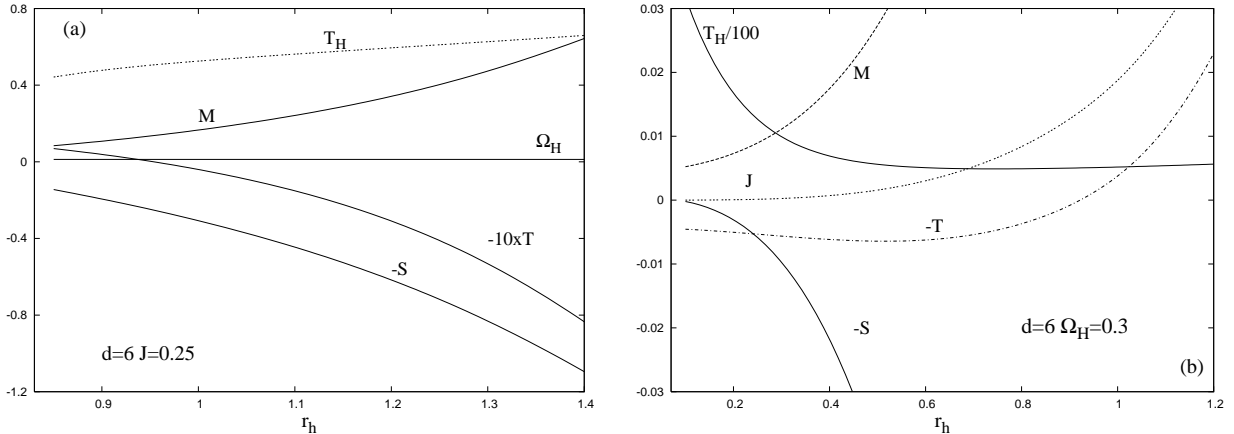 0.8
0.4
0
-0.4
-0.8
-1.2
(a)
T_H
M
Ω_H
-10xT
-S
d=6 J=0.25
0.9 1 1.1 1.2 1.3 1.4
r_h
0.03
0.02
0.01
0
-0.01
-0.02
-0.03
T_H/100
M
J
-T
-S
d=6 Ω_H=0.3
(b)
0.2 0.4 0.6 0.8 1 1.2
r_h